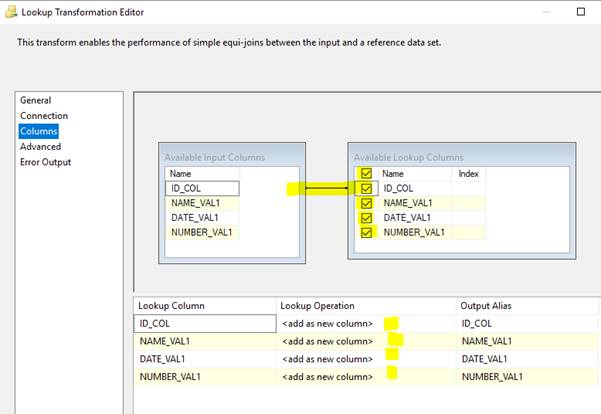 Lookup Transformation Editor
This transform enables the performance of simple equi-joins between the input and a reference data set.
General
Connection
Columns
Advanced
Error Output
Available Input Columns
Name
ID_COL
NAME_VAL1
DATE_VAL1
NUMBER_VAL1
Available Lookup Columns
Name Index
ID_COL
NAME_VAL1
DATE_VAL1
NUMBER_VAL1
Lookup Column Lookup Operation Output Alias
ID_COL <add as new column> ID_COL
NAME_VAL1 <add as new column> NAME_VAL1
DATE_VAL1 <add as new column> DATE_VAL1
NUMBER_VAL1 <add as new column> NUMBER_VAL1